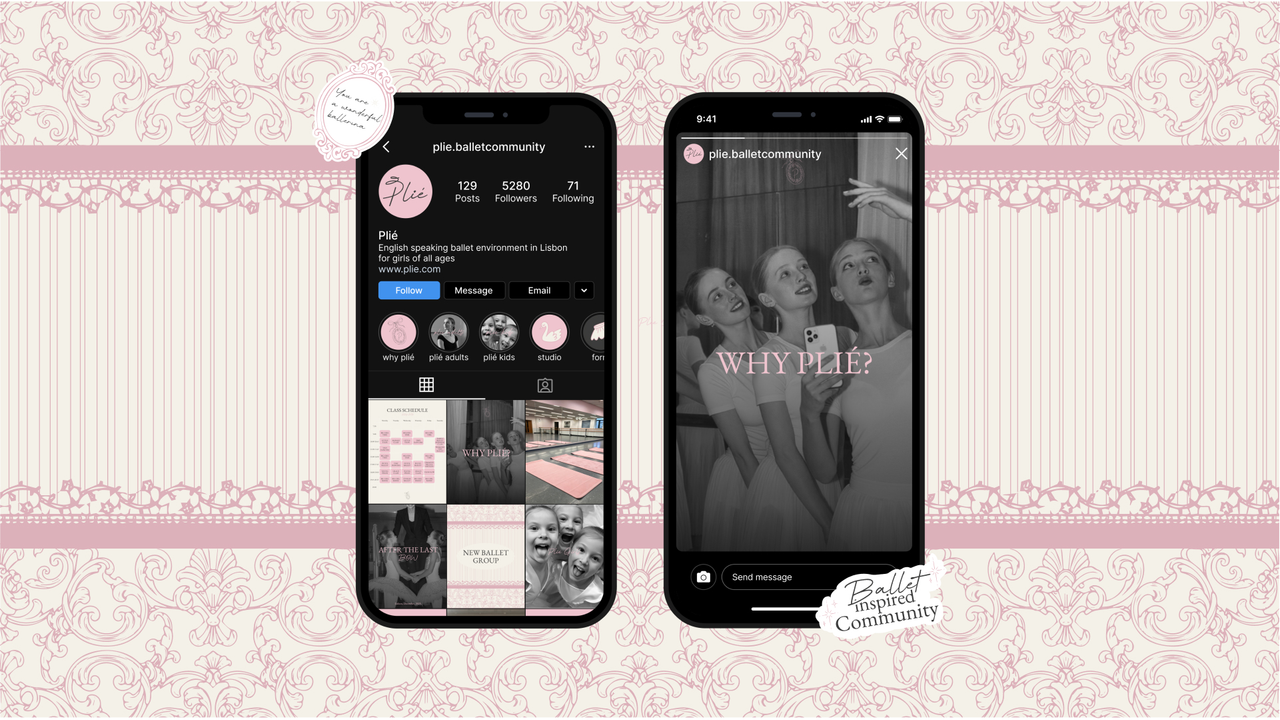 You are
a wonderful
ballerina
plie.balletcommunity
Plié
129
5280
71
Posts
Followers
Following
Plié
English speaking ballet environment in Lisbon
for girls of all ages
www.plie.com
Follow
Message
Email
why plié
plié adults
plié kids
studio
forr
CLASS SCHEDULE
WHY PLIÉ?
AFTER THE LAST
BOW
NEW BALLET
GROUP
9:41
Plié
plie.balletcommunity
WHY PLIÉ?
Send message
Ballet
inspired
Community